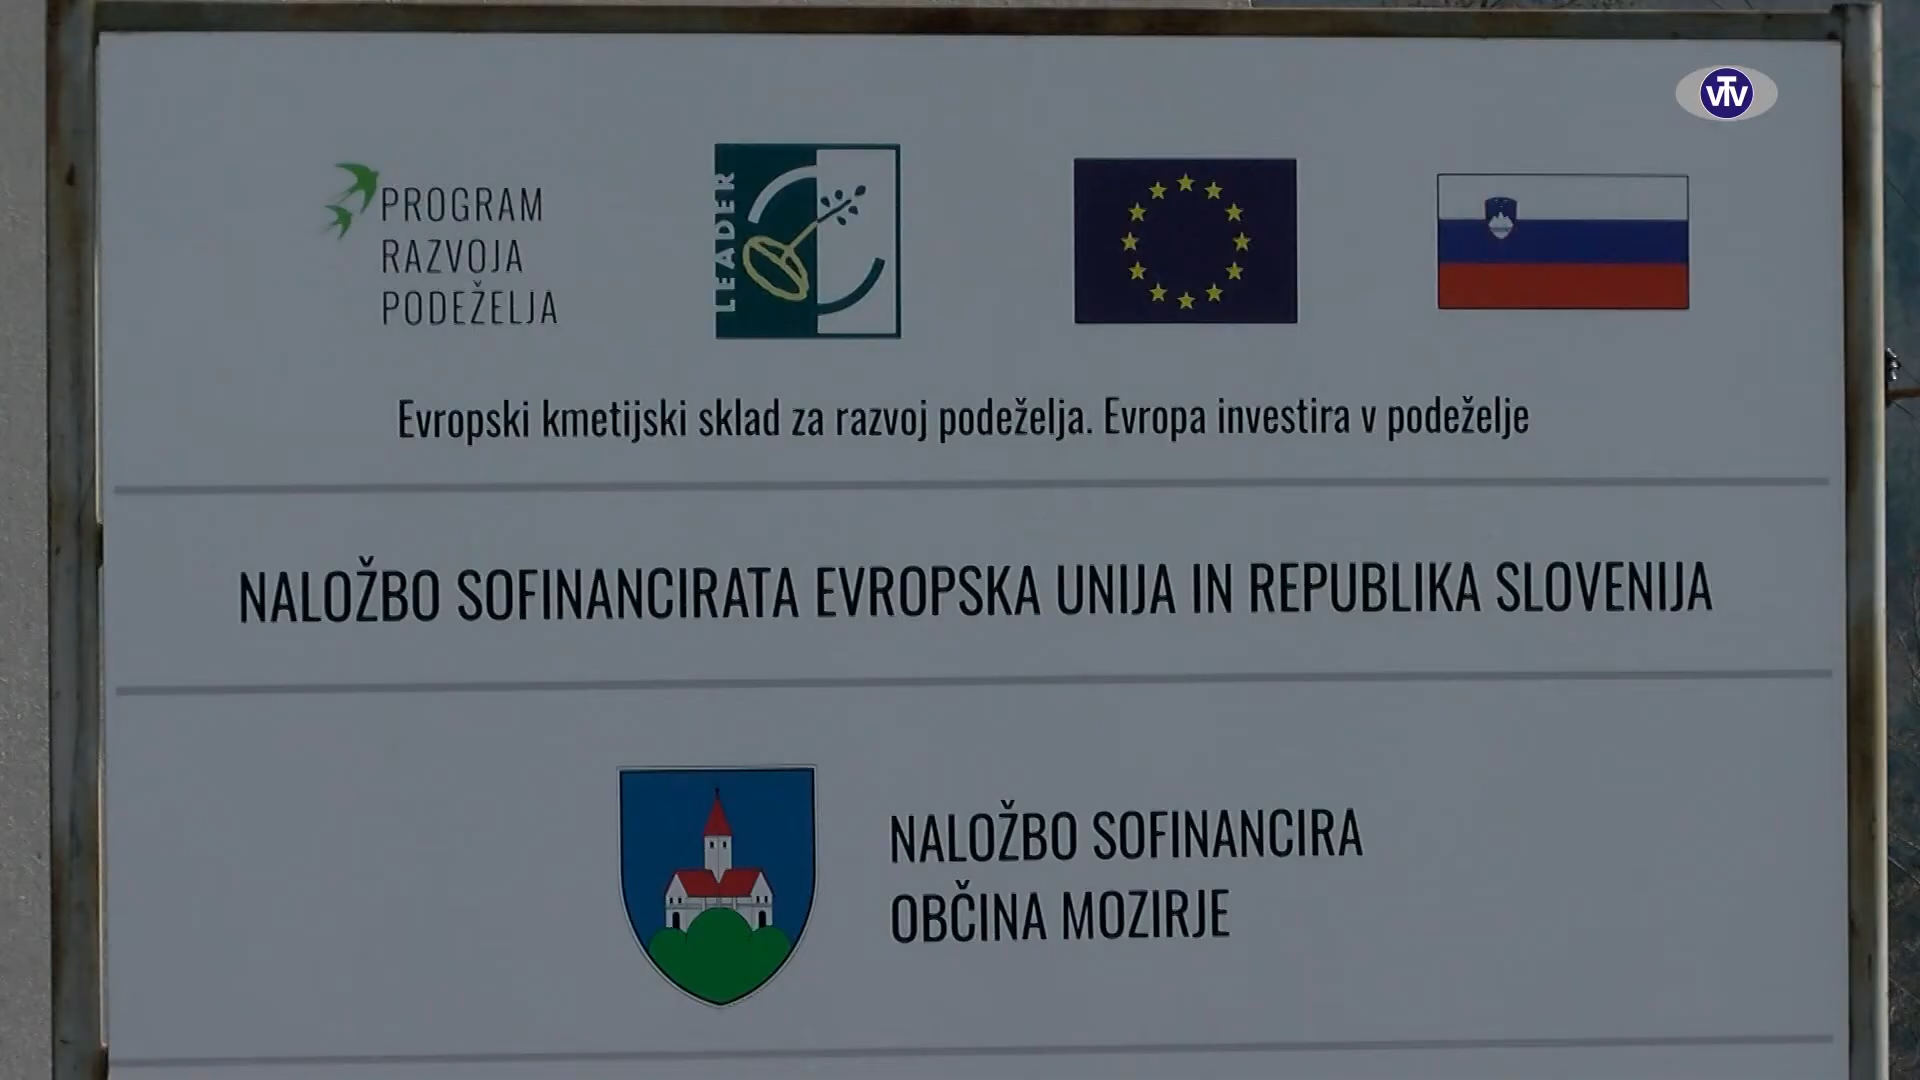 VTV
PROGRAM
RAZVOJA
PODEŽELJA
LEADER
Evropski kmetijski sklad za razvoj podeželja. Evropa investira v podeželje
NALOŽBO SOFINANCIRATA EVROPSKA UNIJA IN REPUBLIKA SLOVENIJA
NALOŽBO SOFINANCIRA
OBČINA MOZIRJE